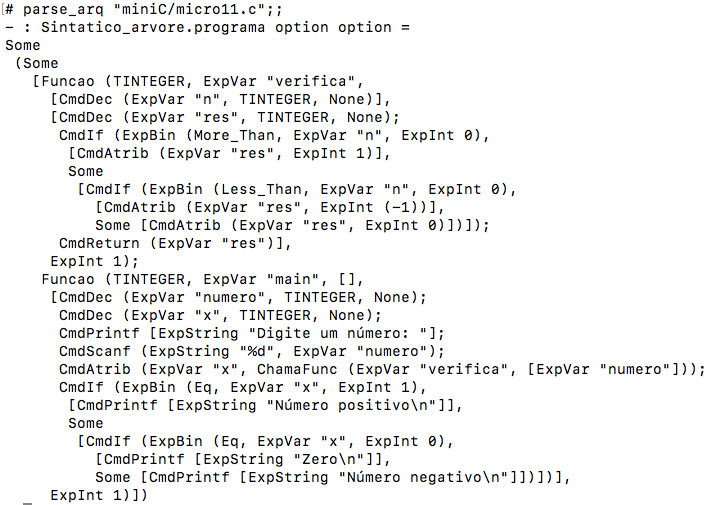 # parse_arq "miniC/micro11.c";;
- : Sintatico_arvore.programa option option =
Some
 (Some
   [Funcao (TINTEGER, ExpVar "verifica",
     [CmdDec (ExpVar "n", TINTEGER, None)],
     [CmdDec (ExpVar "res", TINTEGER, None);
      CmdIf (ExpBin (More_Than, ExpVar "n", ExpInt 0),
       [CmdAtrib (ExpVar "res", ExpInt 1)],
       Some
        [CmdIf (ExpBin (Less_Than, ExpVar "n", ExpInt 0),
          [CmdAtrib (ExpVar "res", ExpInt (-1))],
          Some [CmdAtrib (ExpVar "res", ExpInt 0)])]);
      CmdReturn (ExpVar "res")],
     ExpInt 1);
    Funcao (TINTEGER, ExpVar "main", [],
     [CmdDec (ExpVar "numero", TINTEGER, None);
      CmdDec (ExpVar "x", TINTEGER, None);
      CmdPrintf [ExpString "Digite um número: "];
      CmdScanf (ExpString "%d", ExpVar "numero");
      CmdAtrib (ExpVar "x", ChamaFunc (ExpVar "verifica", [ExpVar "numero"]));
      CmdIf (ExpBin (Eq, ExpVar "x", ExpInt 1),
       [CmdPrintf [ExpString "Número positivo\n"]],
       Some
        [CmdIf (ExpBin (Eq, ExpVar "x", ExpInt 0),
          [CmdPrintf [ExpString "Zero\n"]],
          Some [CmdPrintf [ExpString "Número negativo\n"]])])],
     ExpInt 1)])